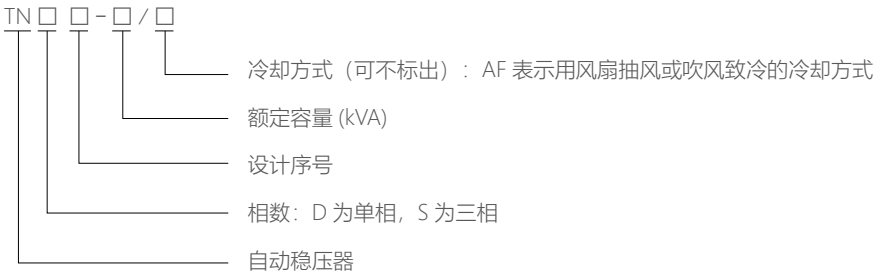 TN□ □-□/□
冷却方式（可不标出）：AF 表示用风扇抽风或吹风致冷的冷却方式
额定容量 (kVA)
设计序号
相数：D 为单相，S 为三相
自动稳压器